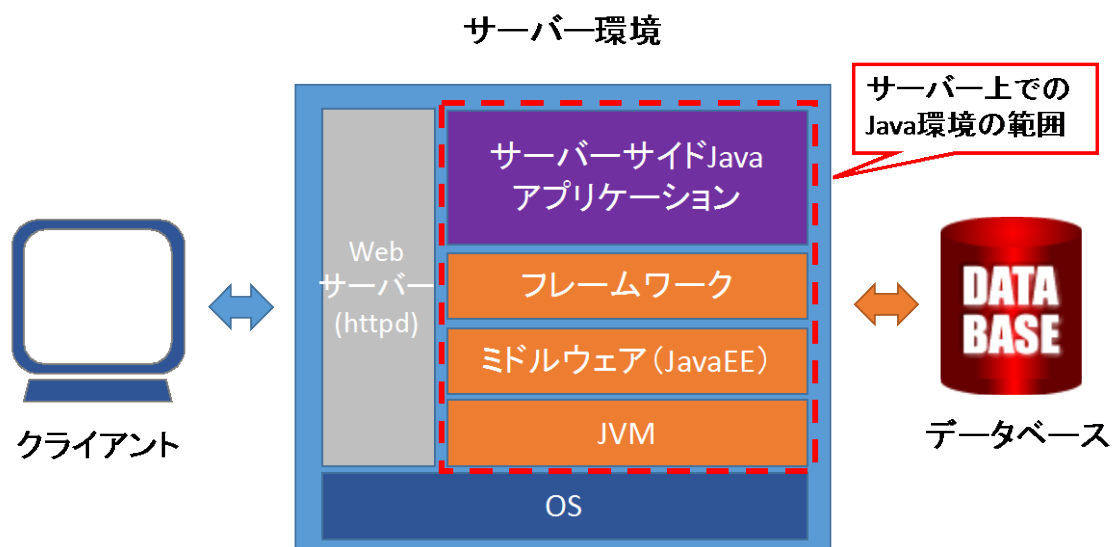 サーバー環境
サーバー上での
Java環境の範囲
サーバーサイドJava
アプリケーション
Web
サーバー
(httpd)
フレームワーク
ミドルウェア(JavaEE)
JVM
OS
クライアント
DATA
BASE
データベース